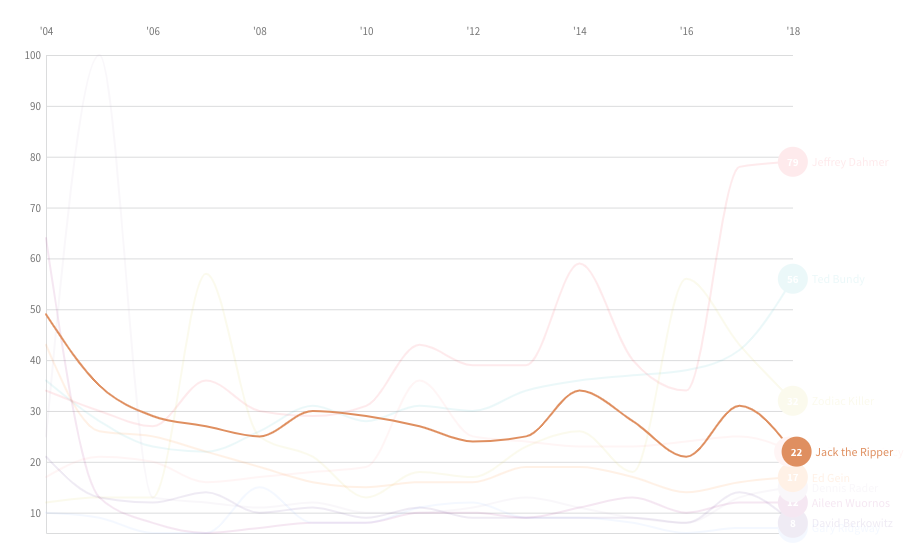 '04 '06 '08 '10 '12 '14 '16 '18
100
90
80
79 Jeffrey Dahmer
70
60
56 Ted Bundy
50
40
30
20
22 Jack the Ripper
17 Ed Gein
Aileen Wuornos
10
8 David Berkowitz